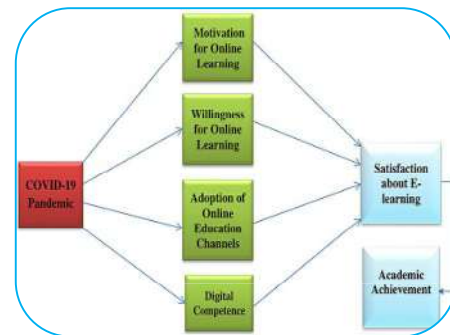 Motivation
for Online
Learning
Willingness
for Online
Learning
COVID-19
Pandemic
Adoption of
Online
Education
Channels
Satisfaction
about E-
learning
Digital
Competence
Academic
Achievement